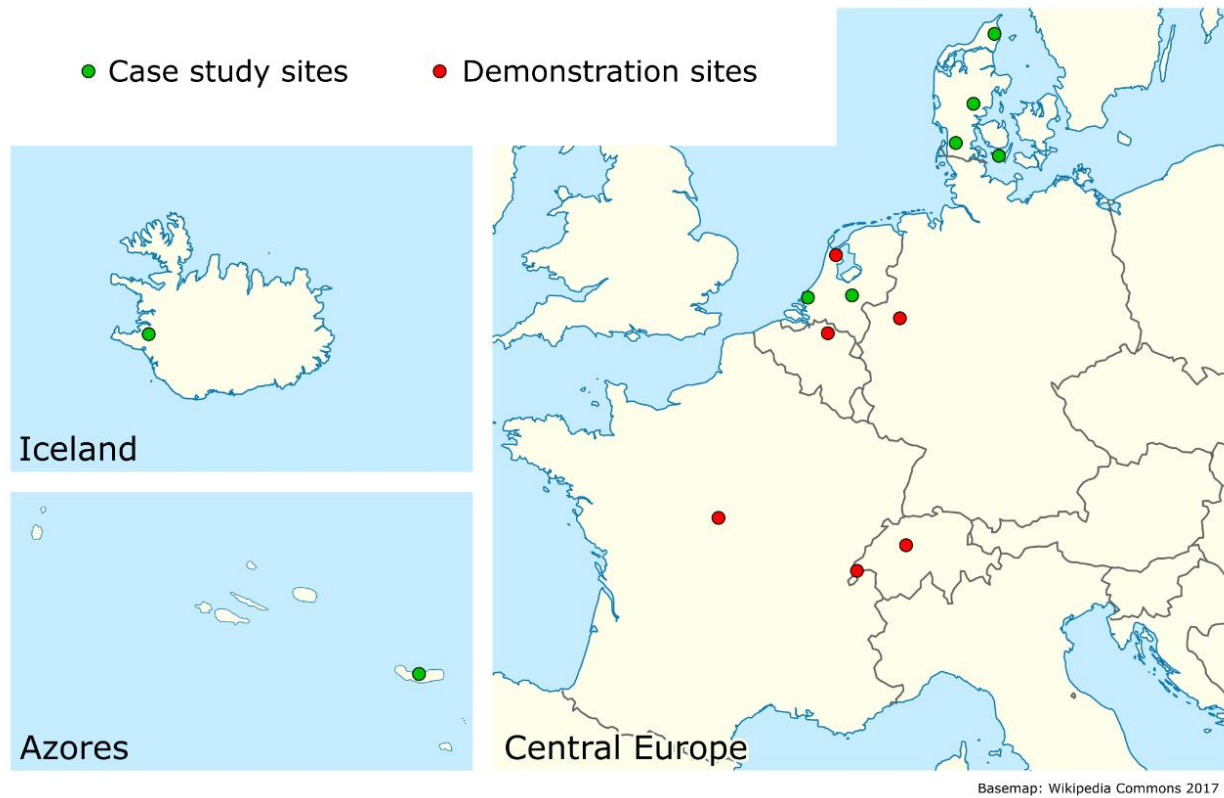 Case study sites
Demonstration sites
Iceland
Azores
Central Europe
Basemap: Wikipedia Commons 2017